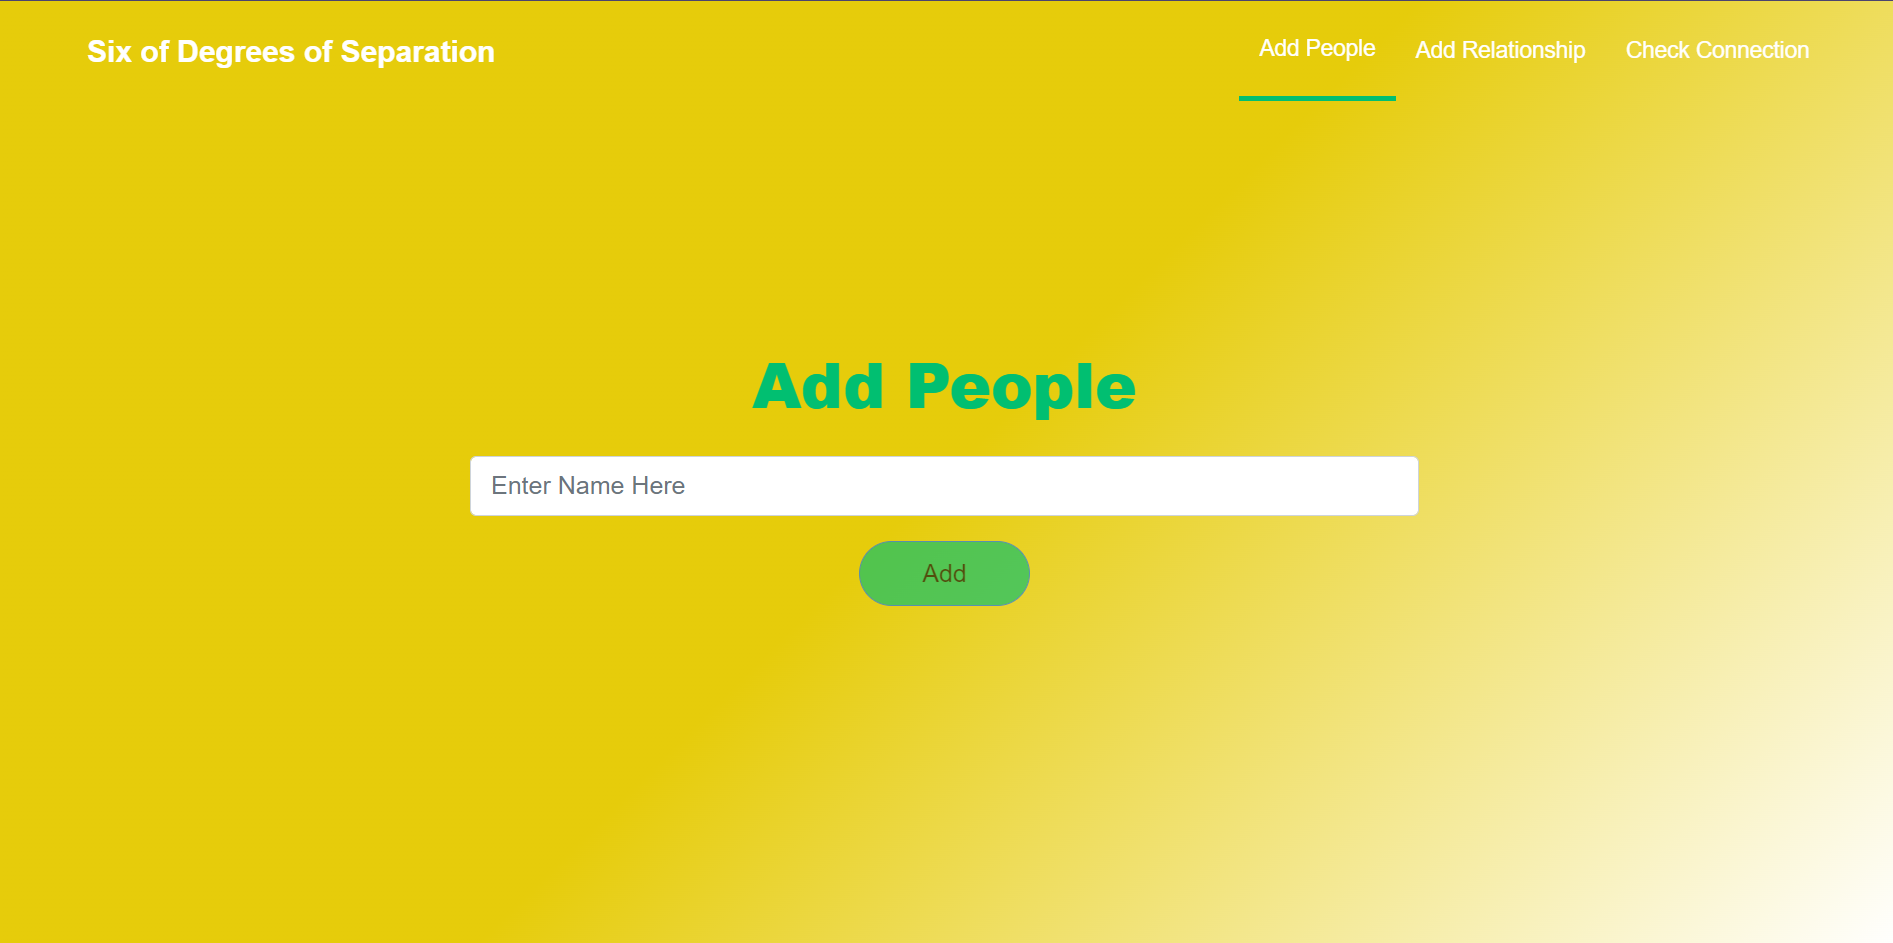 Six of Degrees of Separation
Add People
Add Relationship
Check Connection
Add People
Enter Name Here
Add